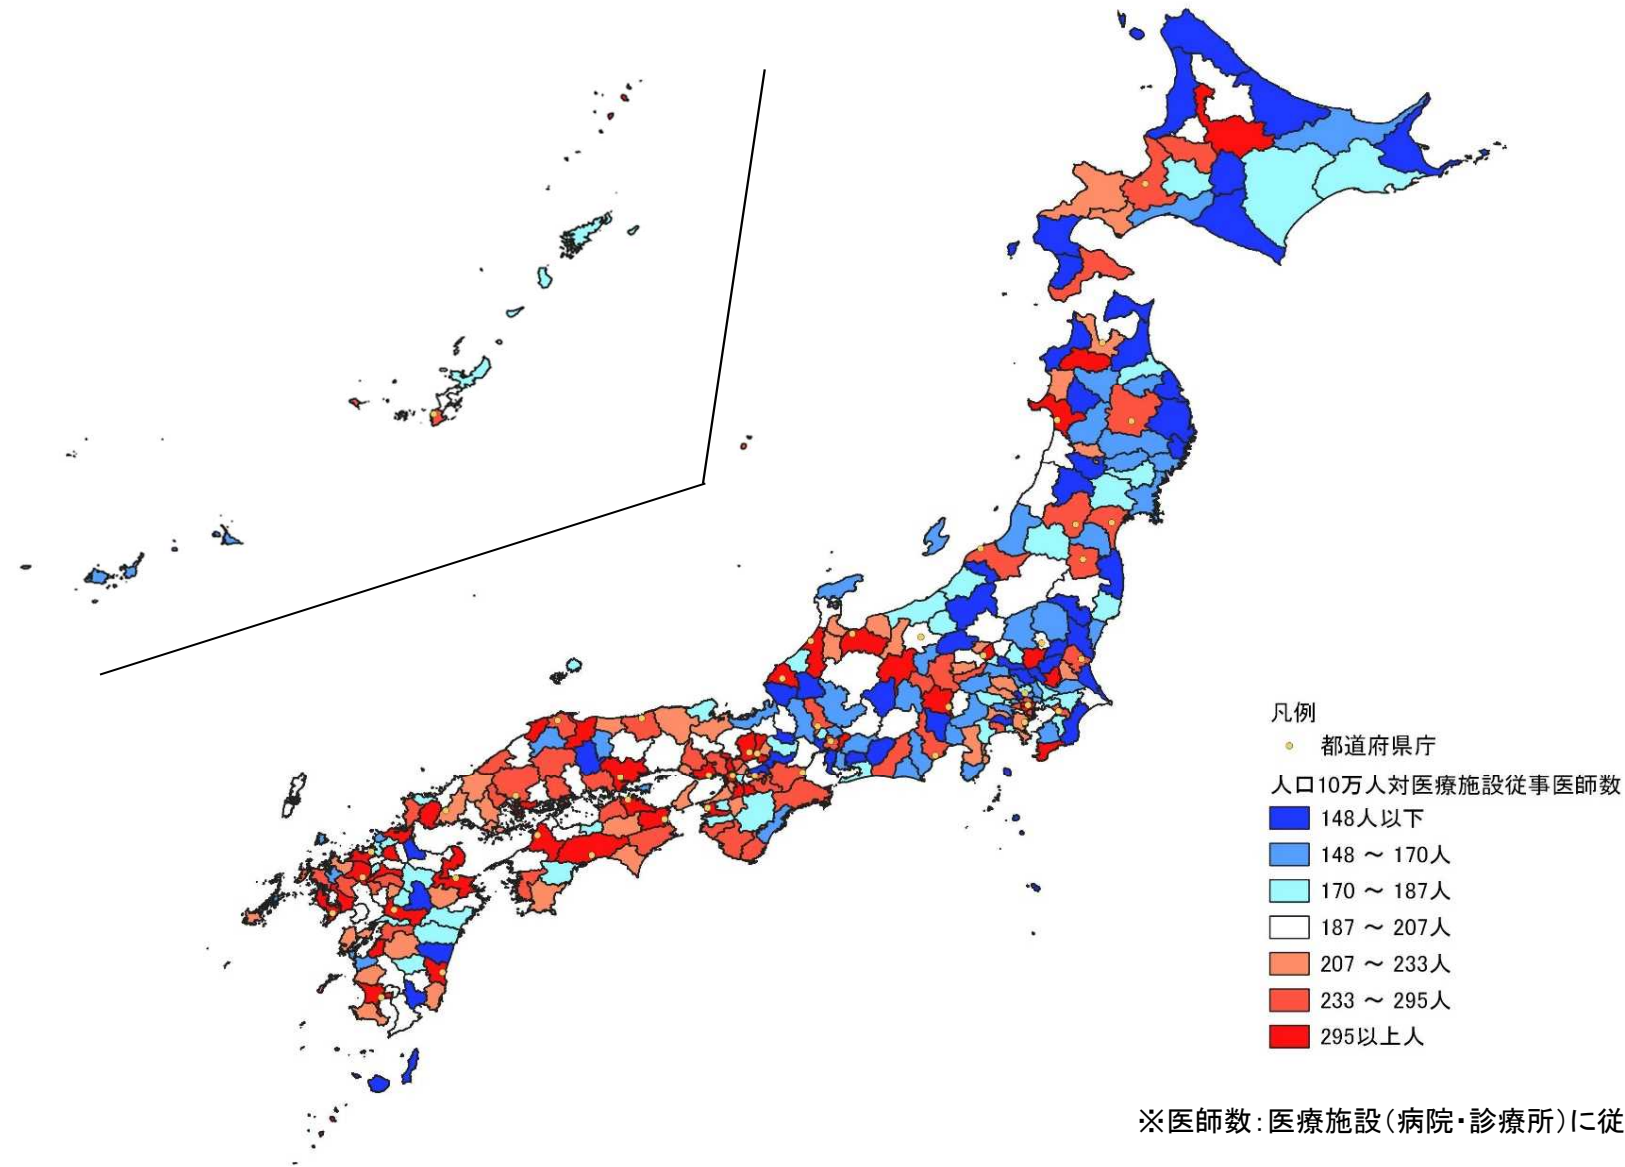 凡例
都道府県庁
人口10万人対医療施設従事医師数
148人以下
148 ～ 170人
170 ～ 187人
187 ～ 207人
207 ～ 233人
233 ～ 295人
295以上人
※医師数：医療施設（病院・診療所）に従